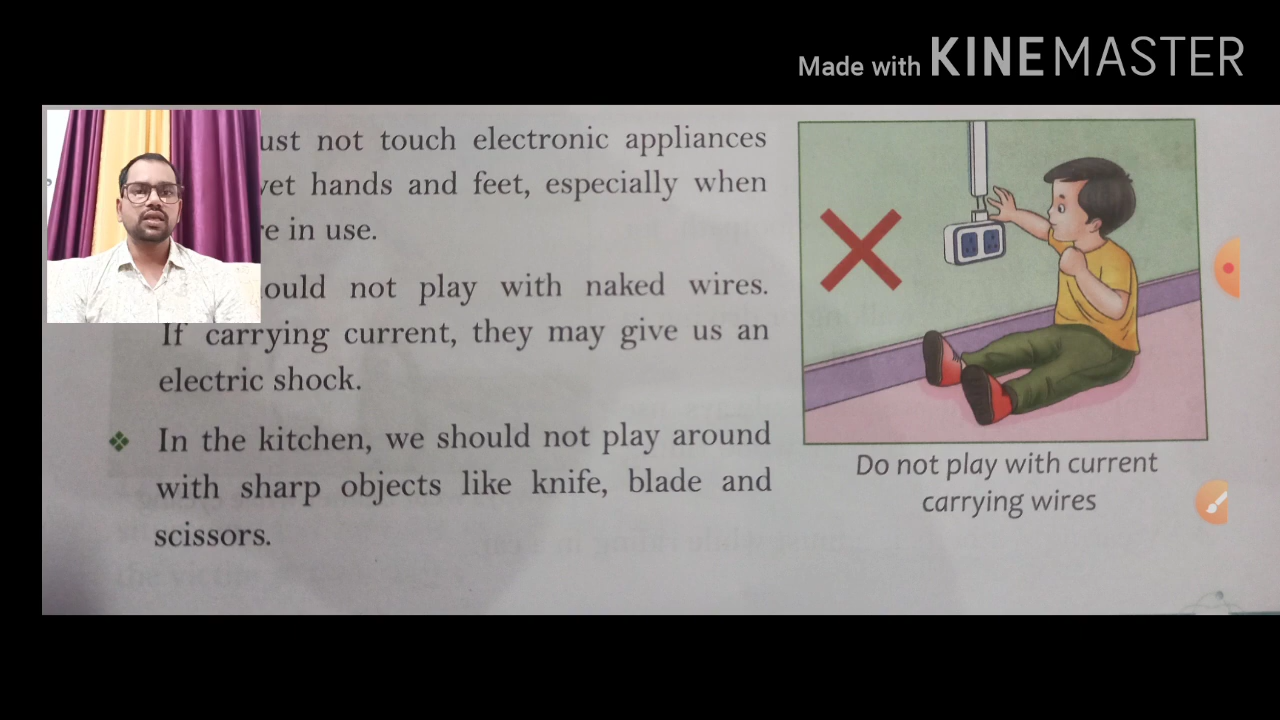 Made with KINEMASTER
ust not touch electronic appliances
vet hands and feet, especially when
re in use.
ould not play with naked wires.
If carrying current, they may give us an
electric shock.
❖ In the kitchen, we should not play around
with sharp objects like knife, blade and
scissors.
Do not play with current
carrying wires